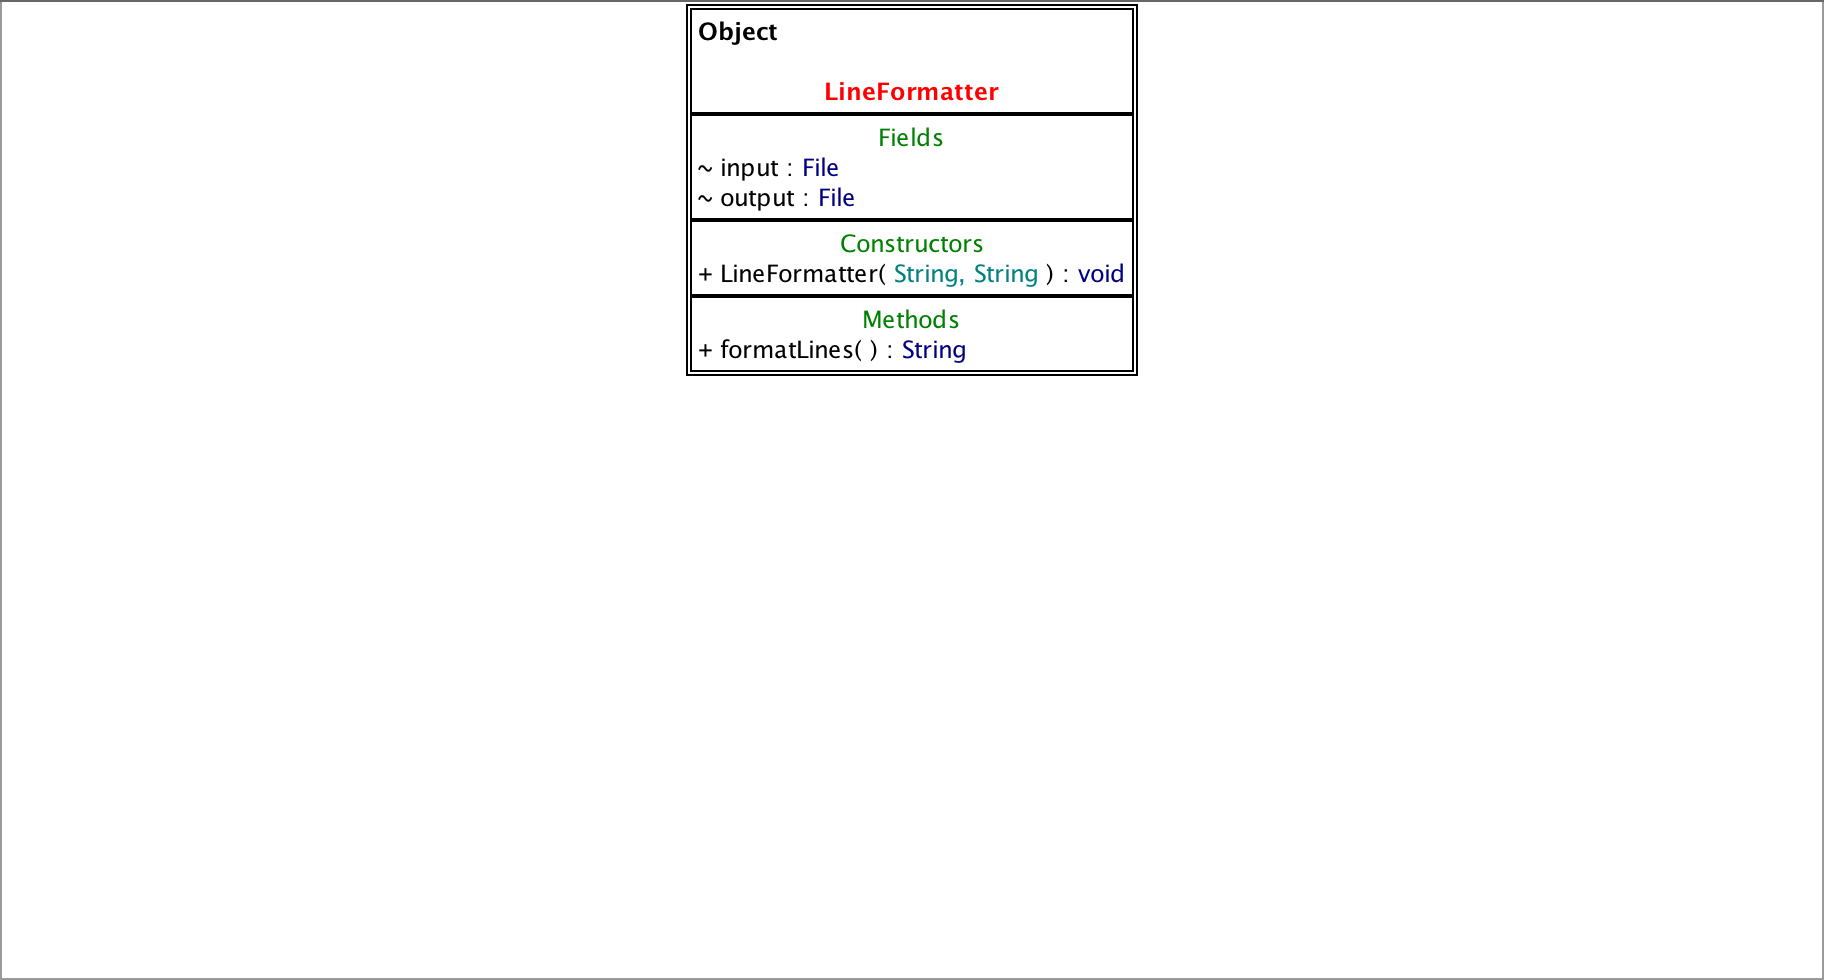 Object
LineFormatter
Fields
~ input : File
~ output : File
Constructors
+ LineFormatter( String, String ) : void
Methods
+ formatLines( ) : String